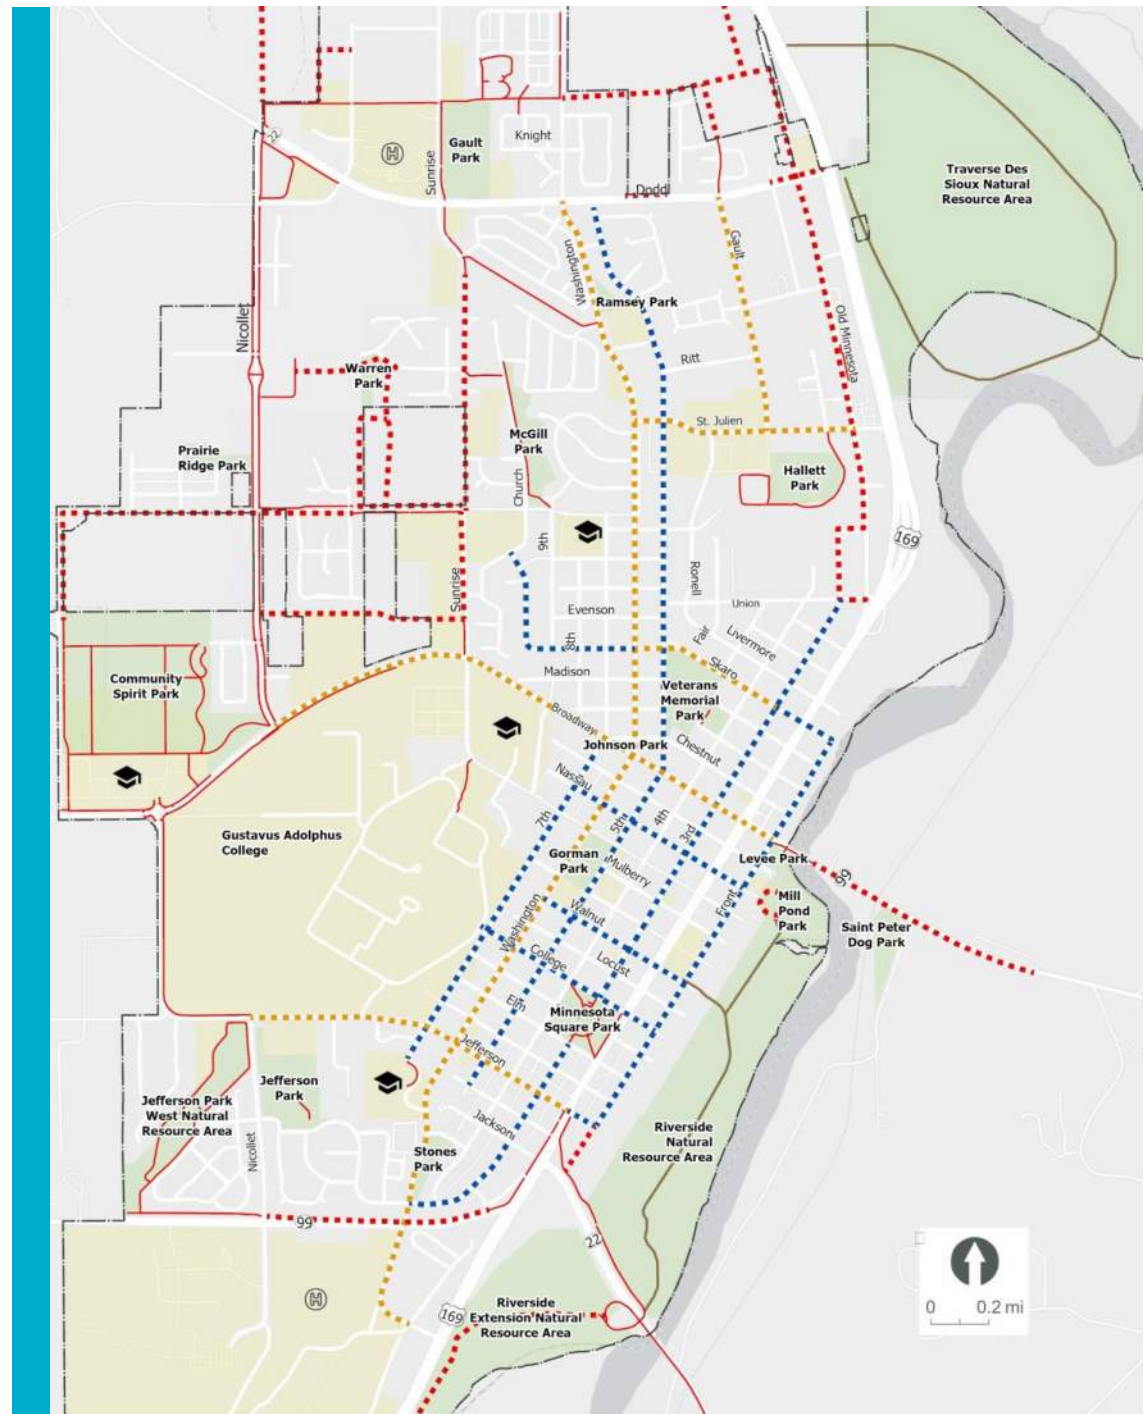 22
H
Gault
Park
Knight
Sunrise
Dodd
Traverse Des
Sioux Natural
Resource Area
Washington
Gault
Nicollet
Ramsey Park
Old Minnesota
Ritt
Warren
Park
St. Julien
McGill
Park
Prairie
Ridge Park
Hallett
Park
Church
9th
169
Sunrise
Ronell
Evenson
Union
8th
Fair
Livermore
Skaro
Madison
Community
Spirit Park
Veterans
Memorial
Park
Broadway
Johnson Park
Chestnut
Nassau
7th
5th
4th
3rd
Gustavus Adolphus
College
Gorman
Park
Mulberry
Levee Park
99
Mill
Pond
Park
Front
Walnut
Washington
Saint Peter
Dog Park
College
Locust
Elm
Minnesota
Square Park
Jefferson
Jefferson
Park
Jefferson Park
West Natural
Resource Area
Jackson
Nicollet
Stones
Park
Riverside
Natural
Resource Area
99
22
H
169
Riverside
Extension Natural
Resource Area
0 0.2 mi